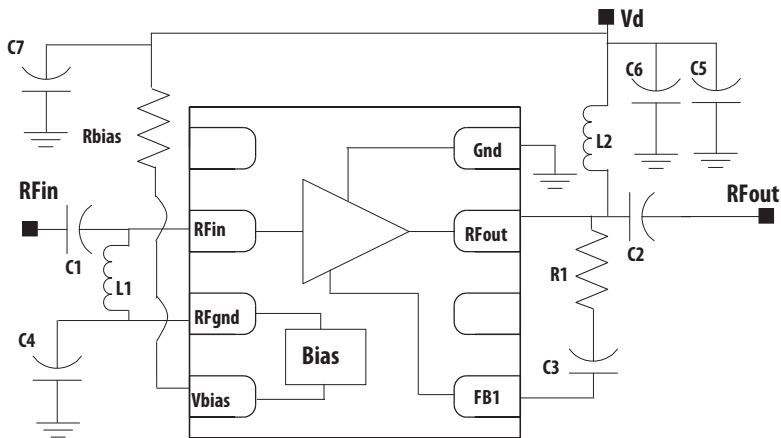 Vd
C7
C6
C5
Rbias
L2
Gnd
RFin
RFout
RFin
RFout
C1
C2
L1
R1
RFgnd
C4
Bias
C3
Vbias
FB1